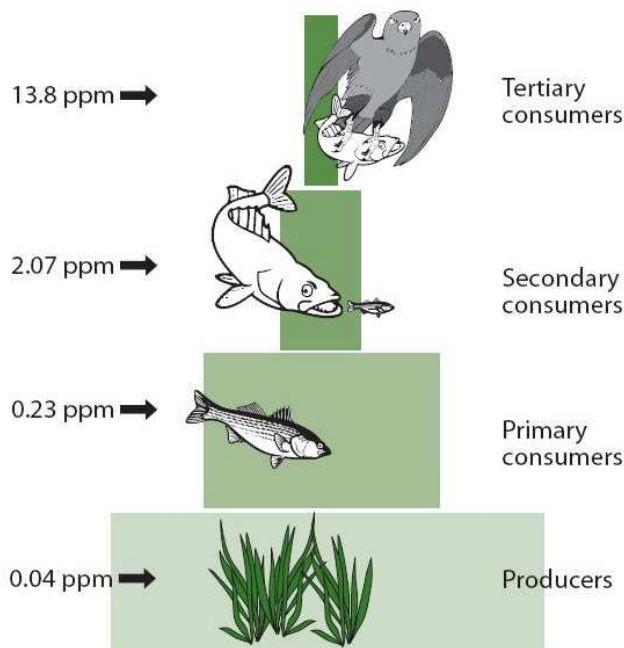 13.8 ppm
Tertiary
consumers
2.07 ppm
Secondary
consumers
0.23 ppm
Primary
consumers
0.04 ppm
Producers